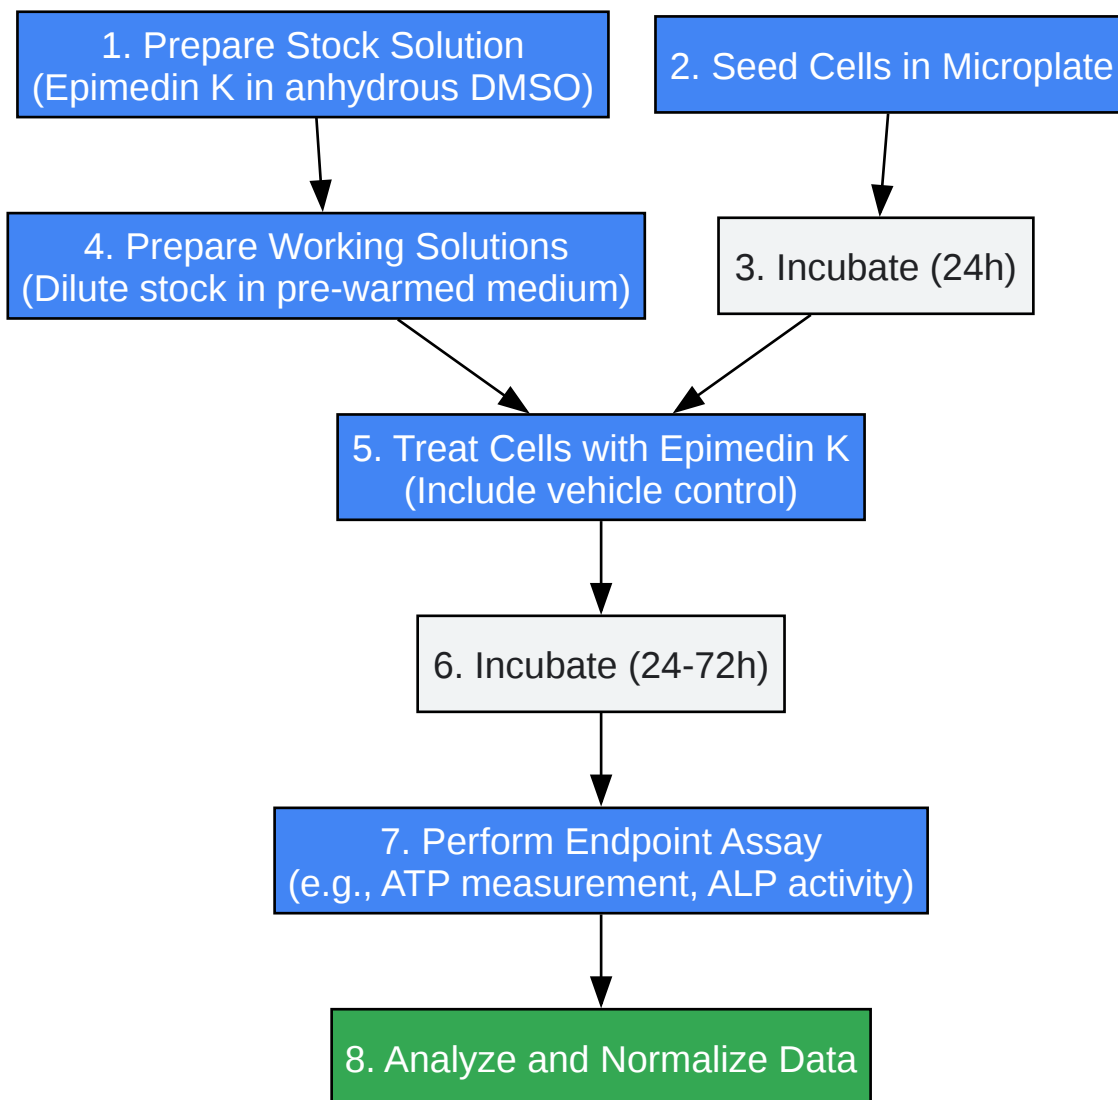 1. Prepare Stock Solution
(Epimedin K in anhydrous DMSO)
2. Seed Cells in Microplate
3. Incubate (24h)
4. Prepare Working Solutions
(Dilute stock in pre-warmed medium)
5. Treat Cells with Epimedin K
(Include vehicle control)
6. Incubate (24-72h)
7. Perform Endpoint Assay
(e.g., ATP measurement, ALP activity)
8. Analyze and Normalize Data